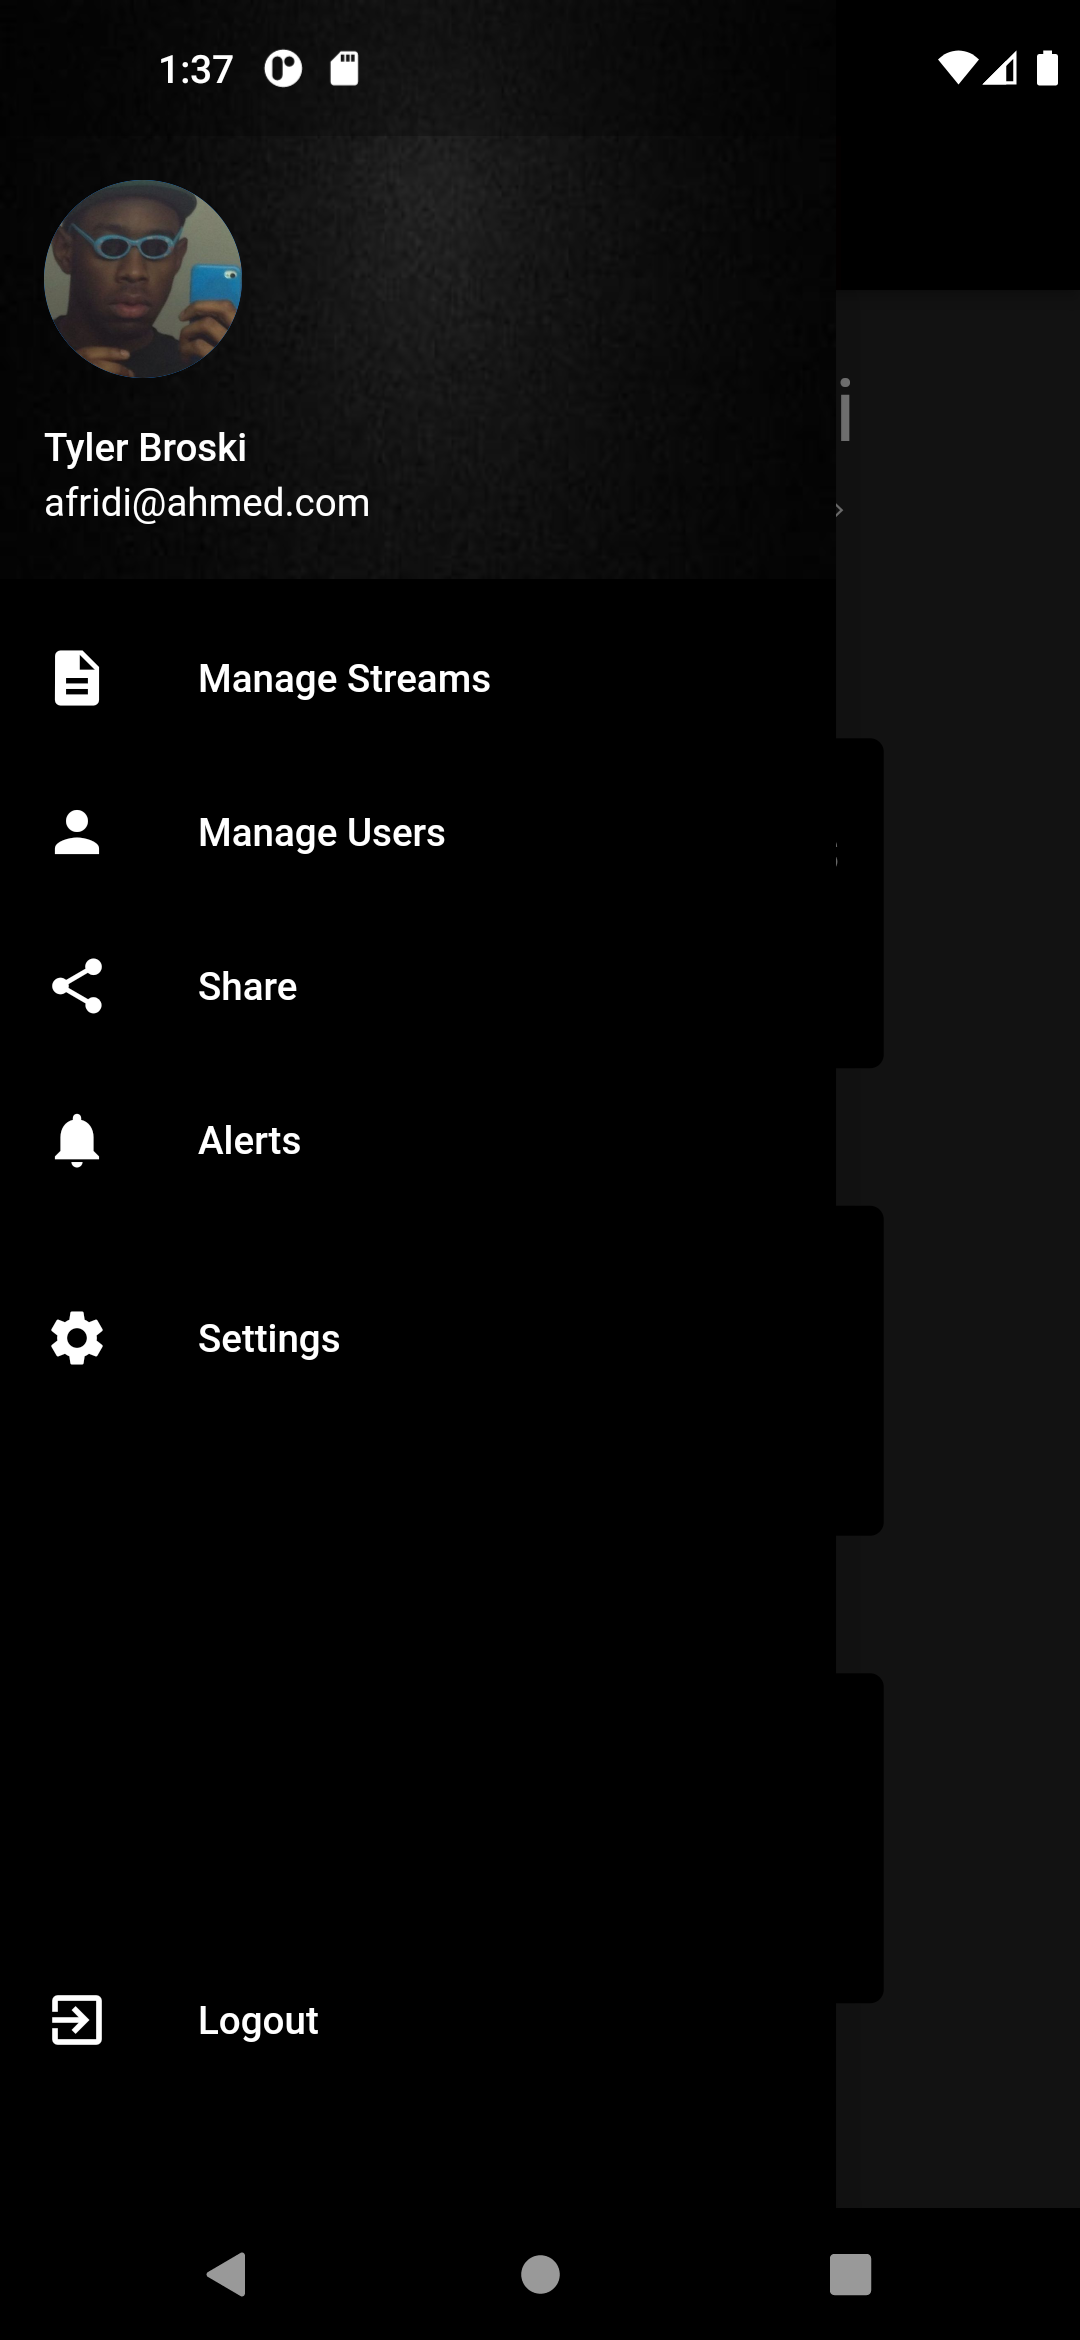 1:37
Tyler Broski
afridi@ahmed.com
i
Manage Streams
Manage Users
s
Share
Alerts
Settings
Logout